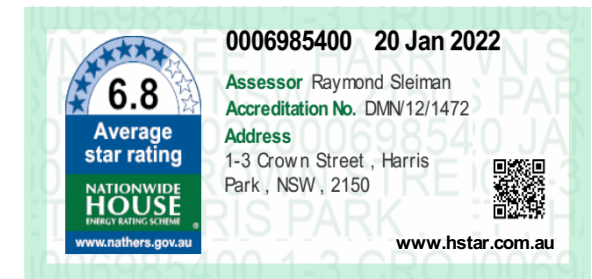 0006985400 20 Jan 2022
6.8
Average
star rating
NATIONWIDE
HOUSE
ENERGY RATING SCHEME
®
www.nathers.gov.au
Assessor Raymond Sleiman
Accreditation No. DMN/12/1472
Address
1-3 Crown Street , Harris
Park , NSW , 2150
www.hstar.com.au